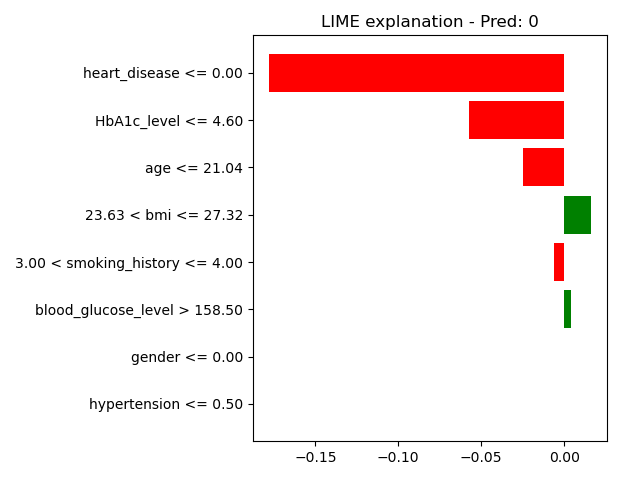 LIME explanation - Pred: 0
heart_disease <= 0.00
HbA1c_level <= 4.60
age <= 21.04
23.63 < bmi <= 27.32
3.00 < smoking_history <= 4.00
blood_glucose_level > 158.50
gender <= 0.00
hypertension <= 0.50
−0.15 −0.10 −0.05 0.00